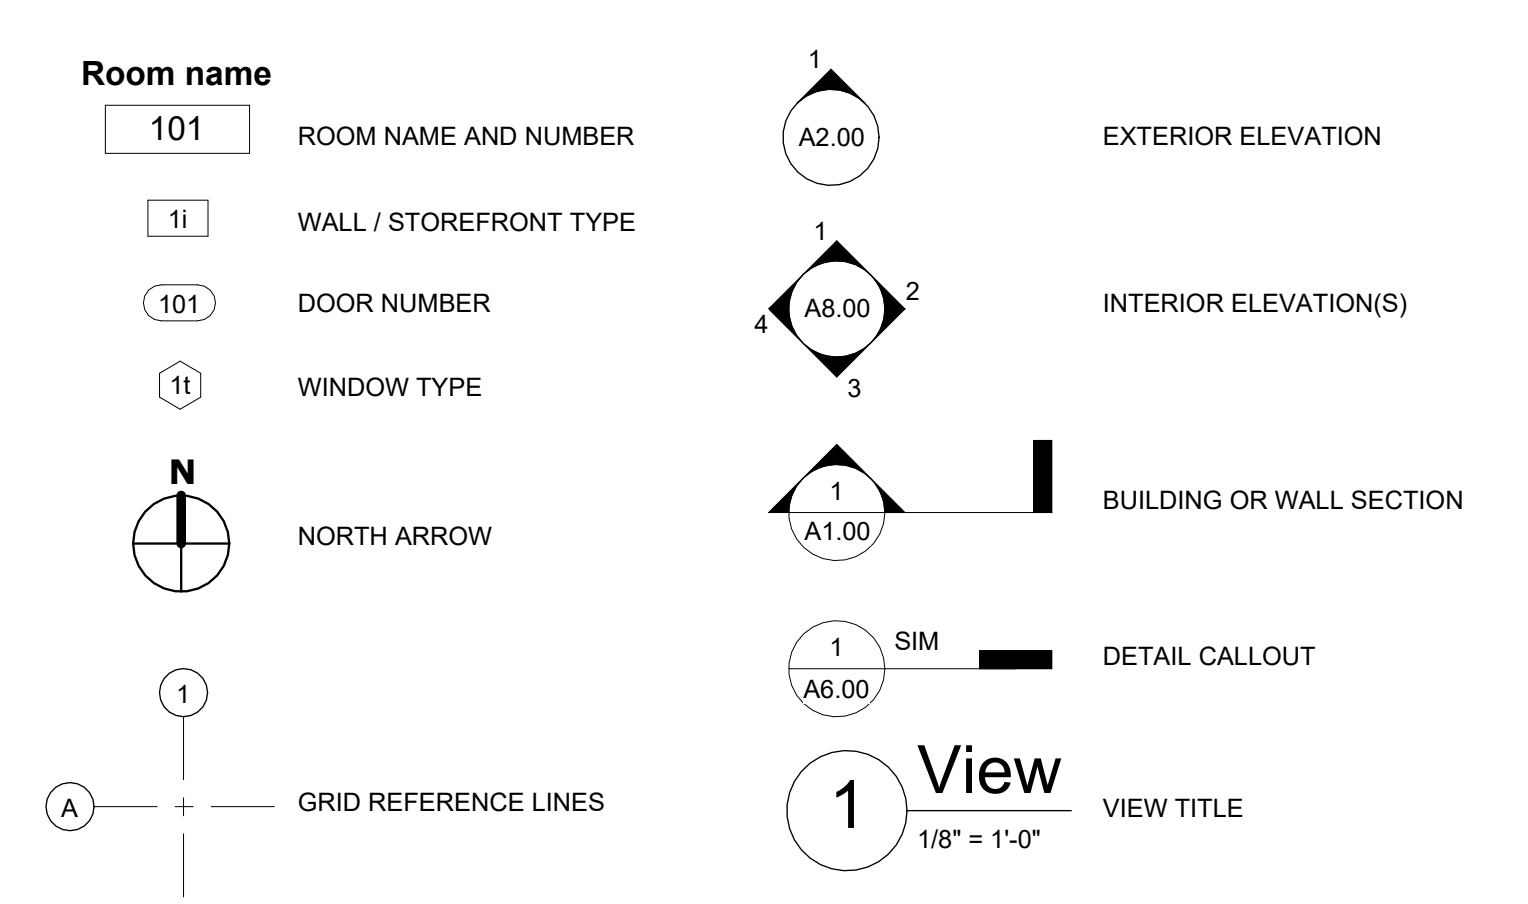 Room name
101
ROOM NAME AND NUMBER
1i
WALL / STOREFRONT TYPE
101
DOOR NUMBER
1t
WINDOW TYPE
N
NORTH ARROW
1
A
GRID REFERENCE LINES
1
A2.00
EXTERIOR ELEVATION
1
2
A8.00
4
3
INTERIOR ELEVATION(S)
1
A1.00
BUILDING OR WALL SECTION
1
SIM
A6.00
DETAIL CALLOUT
1
View
1/8" = 1'-0"
VIEW TITLE